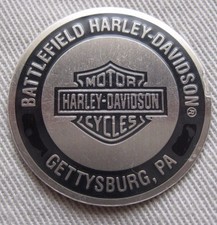 BATTLEFIELD HARLEY-DAVIDSON®
MOTOR
HARLEY-DAVIDSON
CYCLES
GETTYSBURG, PA